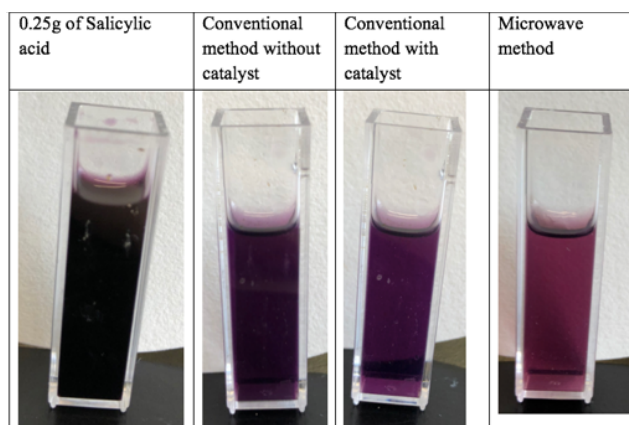 0.25g of Salicylic
acid
Conventional
method without
catalyst
Conventional
method with
catalyst
Microwave
method